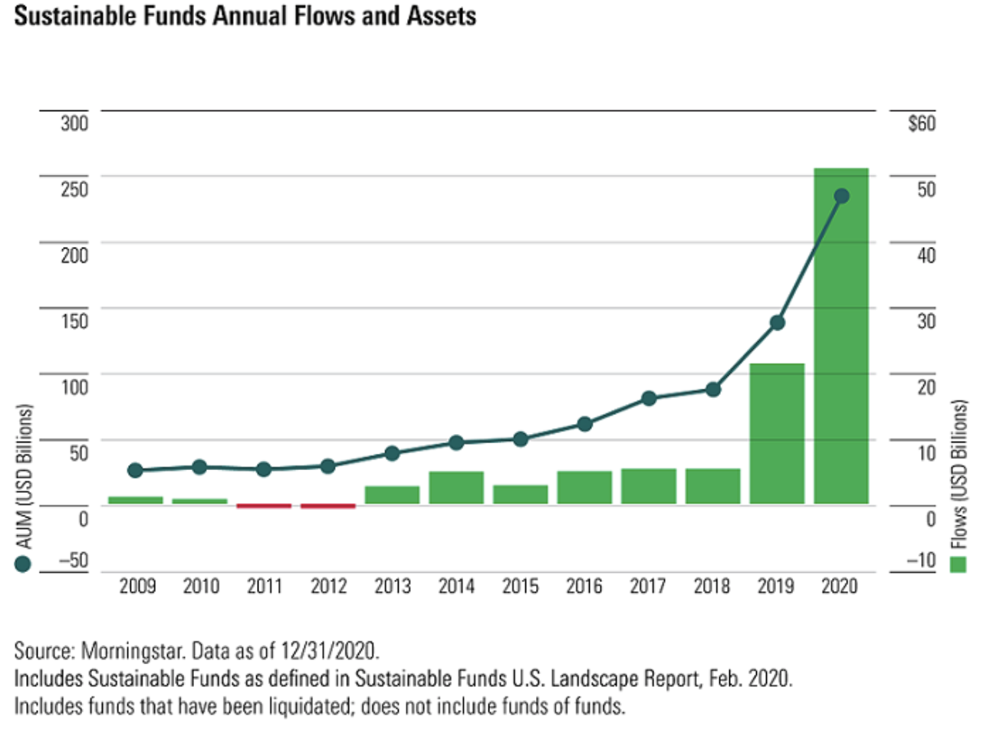 Sustainable Funds Annual Flows and Assets
300 $60
250 50
200 40
150 30
100 20
50 10
0 0
–50 –10
AUM (USD Billions)
Flows (USD Billions)
2009 2010 2011 2012 2013 2014 2015 2016 2017 2018 2019 2020
Source: Morningstar. Data as of 12/31/2020.
Includes Sustainable Funds as defined in Sustainable Funds U.S. Landscape Report, Feb. 2020.
Includes funds that have been liquidated; does not include funds of funds.